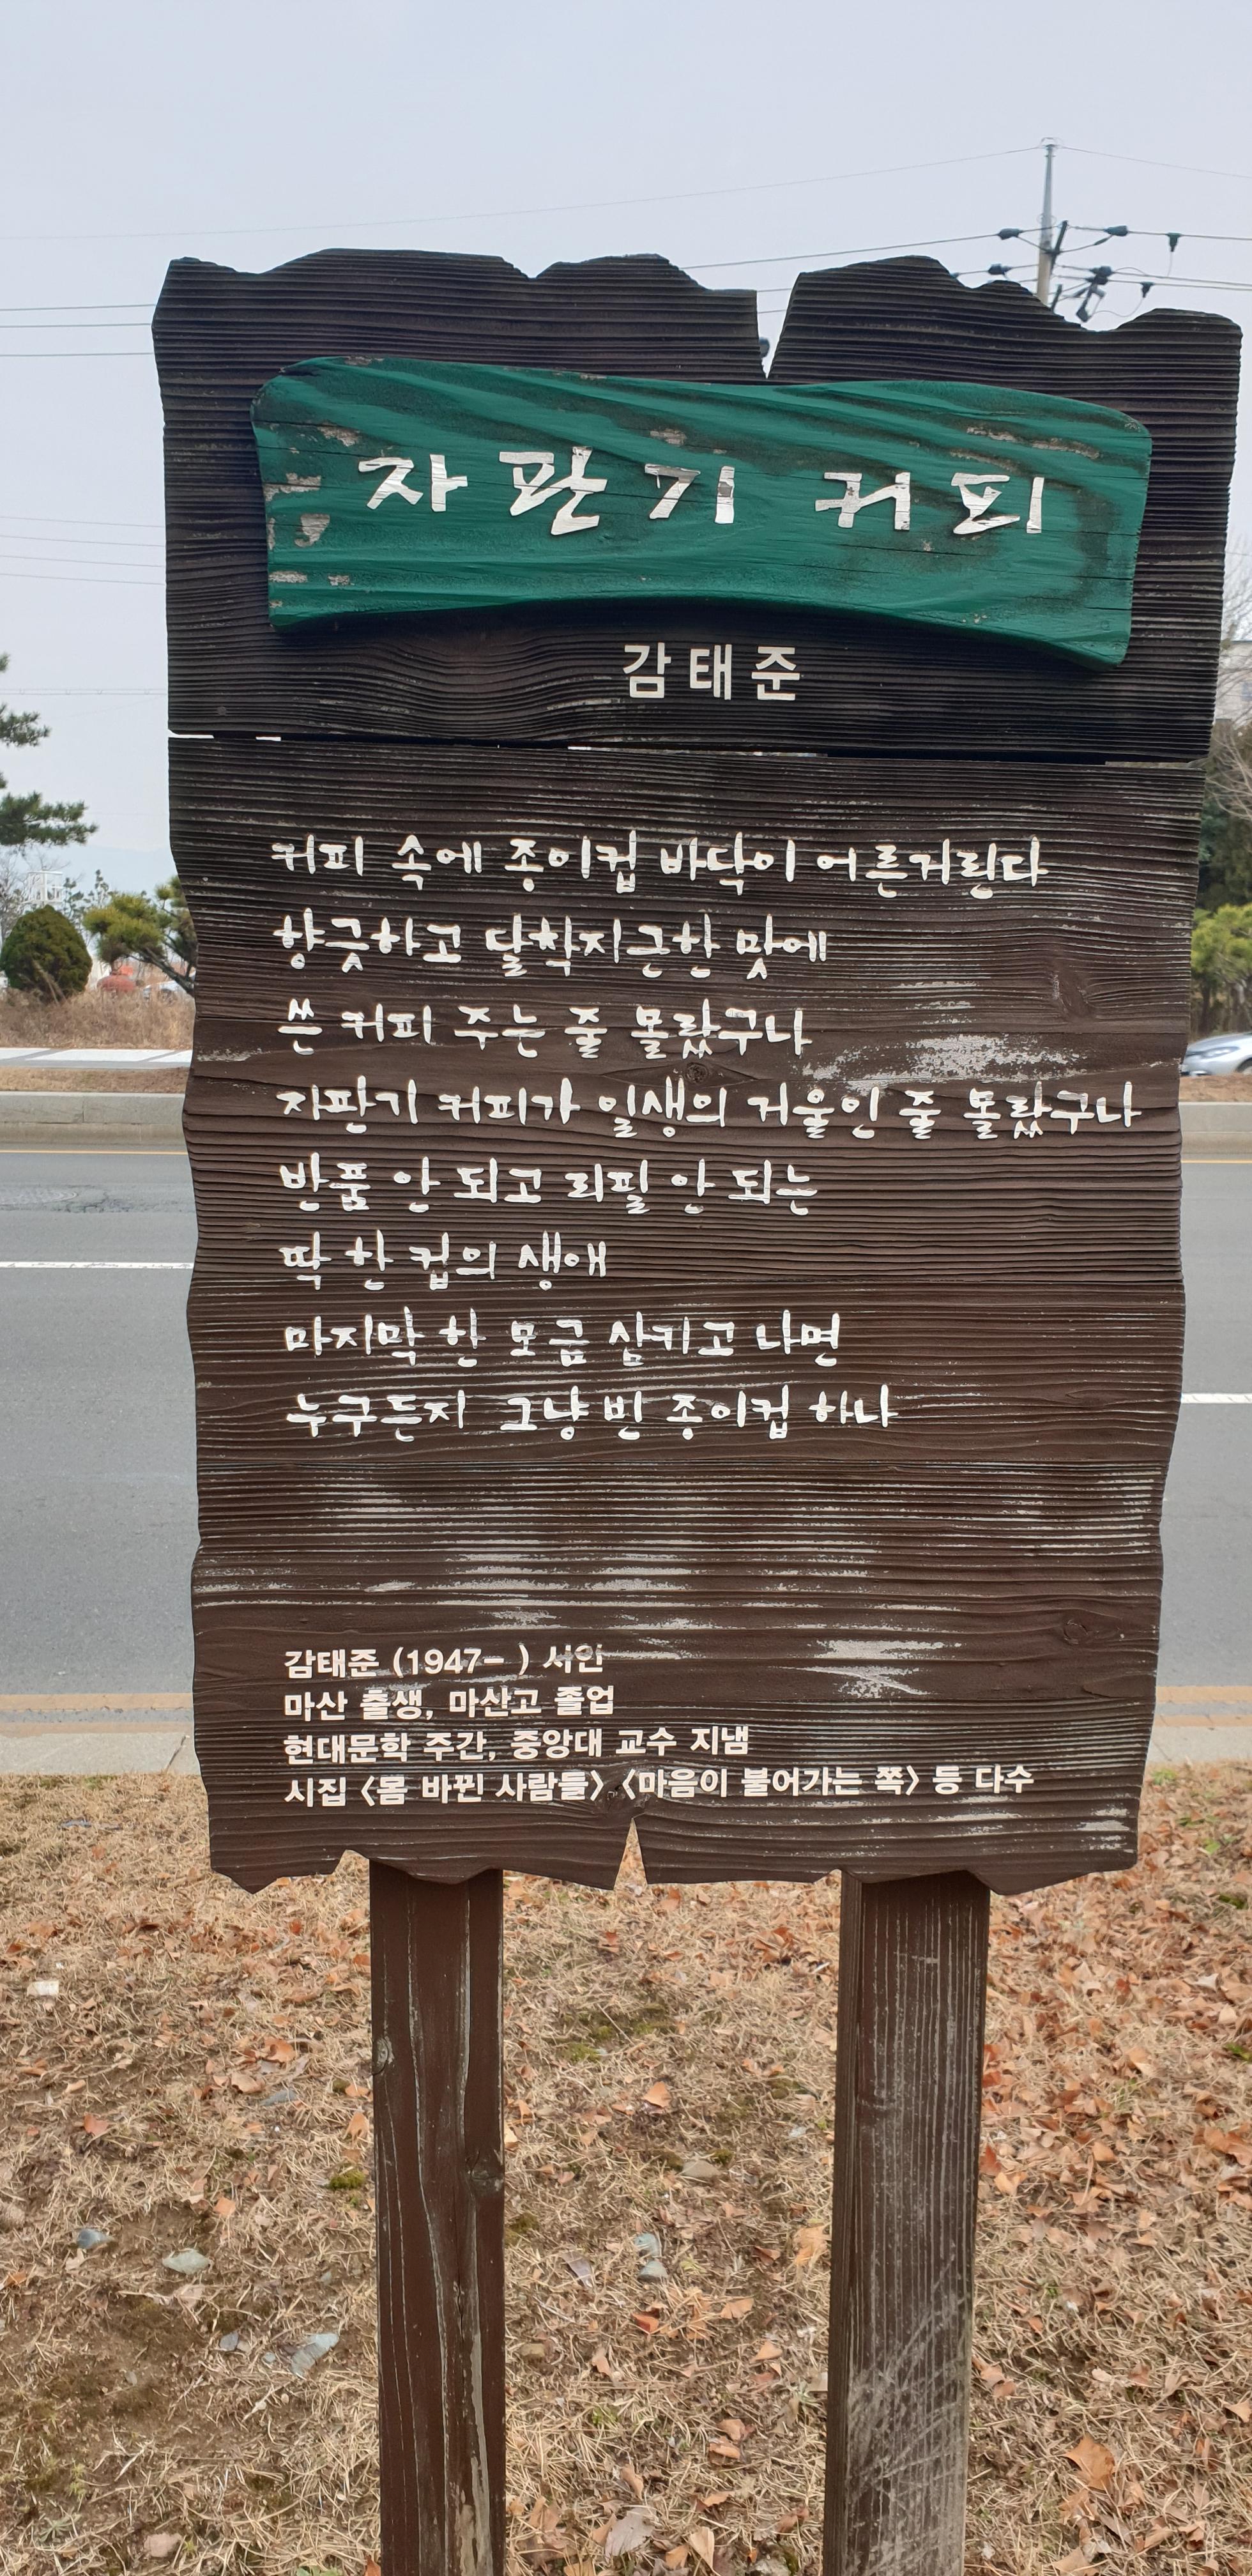 자판기 커피
감태준
커피 속에 종이컵 바닥이 어른거린다
향긋하고 달착지근한 맛에
쓴 커피 주는 줄 몰랐구나
자판기 커피가 일생의 거울인 줄 몰랐구나
반품 안 되고 리필 안 되는
딱 한 컵의 생애
마지막 한 모금 삼키고 나면
누구든지 그냥 빈 종이컵 하나
감태준 (1947- ) 시인
마산 출생, 마산고 졸업
현대문학 주간, 중앙대 교수 지냄
시집 <몸 바뀐 사람들> <마음이 불어가는 쪽> 등 다수